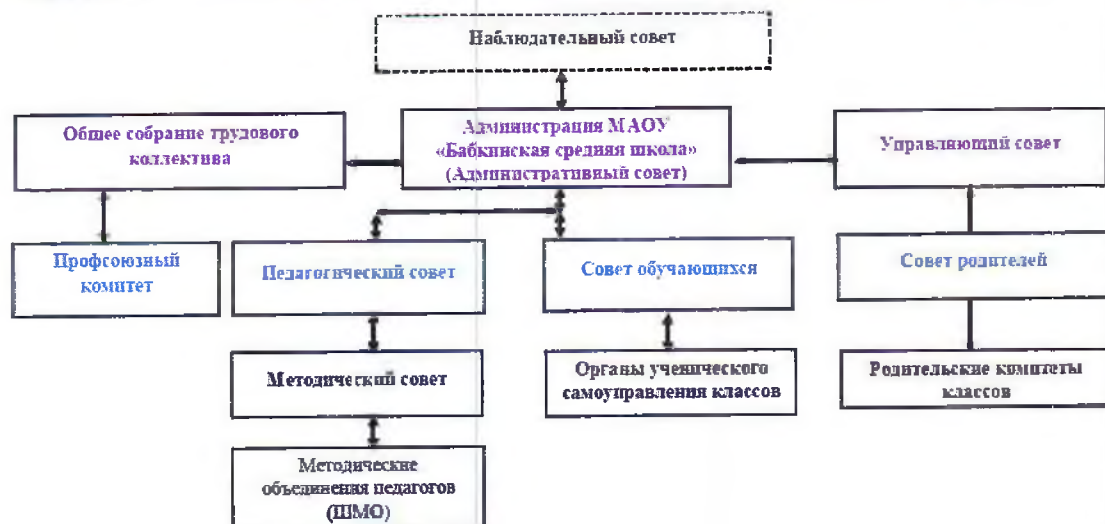 Наблюдательный совет
Общее собрание трудового
коллектива
Администрация МАОУ
«Бабкинская средняя школа»
(Административный совет)
Управляющий совет
Профсоюзный
комитет
Педагогический совет
Совет обучающихся
Совет родителей
Методический совет
Органы ученического
самоуправления классов
Родительские комитеты
классов
Методические
объединения педагогов
(ШМО)